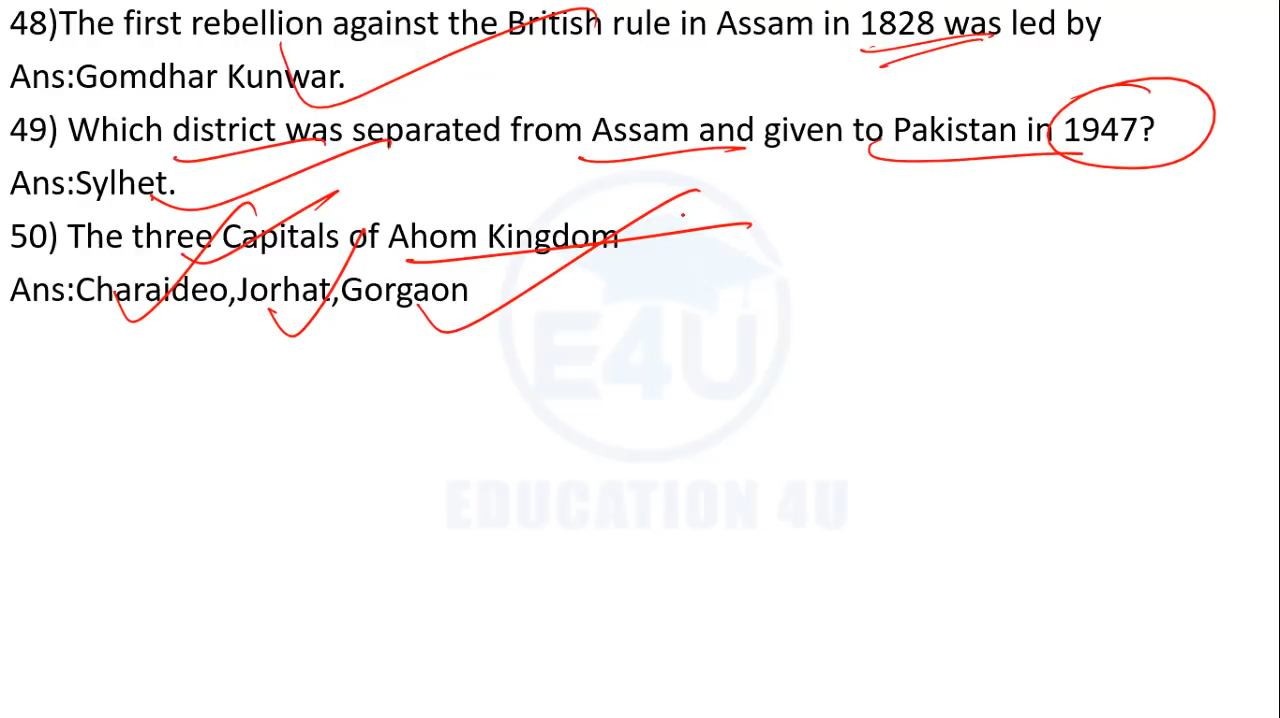 48)The first rebellion against the British rule in Assam in 1828 was led by
Ans:Gomdhar Kunwar.
49) Which district was separated from Assam and given to Pakistan in 1947?
Ans:Sylhet.
50) The three Capitals of Ahom Kingdom
Ans:Charaideo,Jorhat,Gorgaon
E4U
EDUCATION 4U